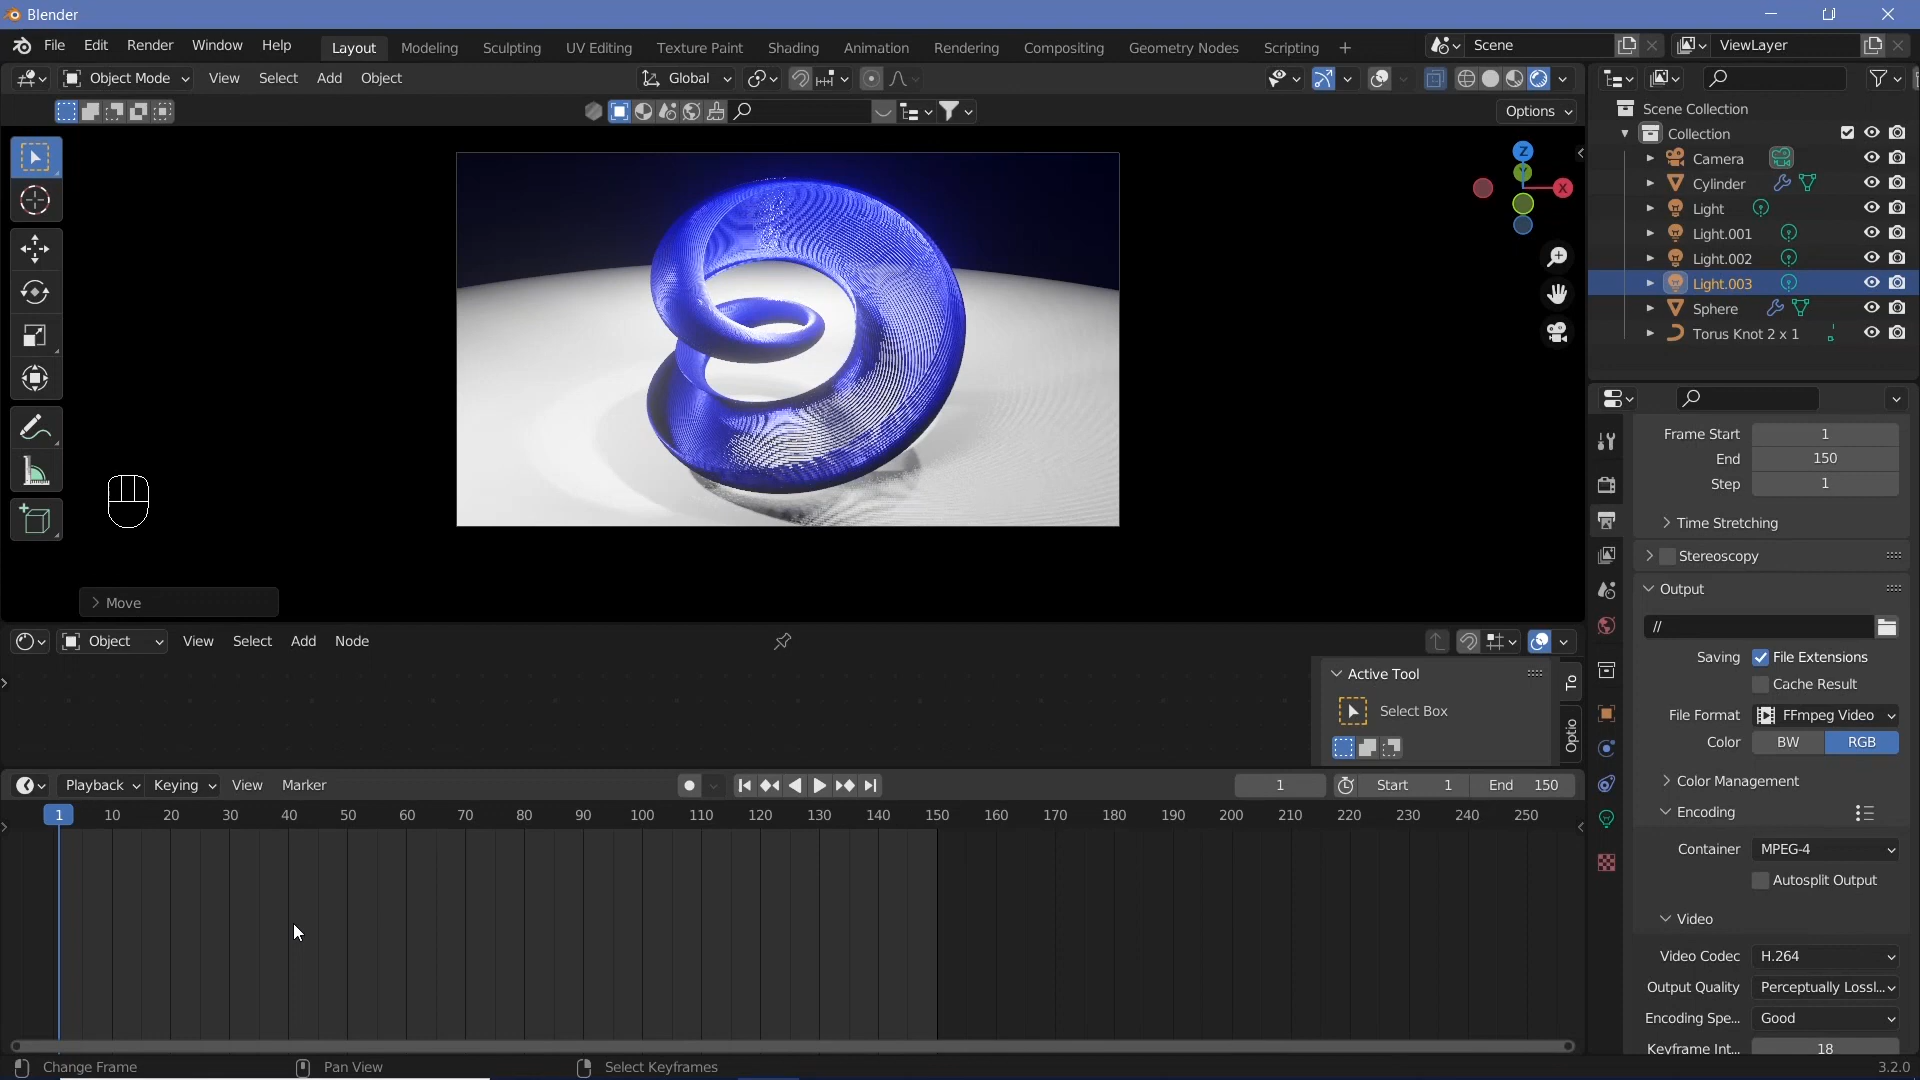 Blender
File Edit Render Window Help Layout Modeling Sculpting UV Editing Texture Paint Shading Animation Rendering Compositing Geometry Nodes Scripting + Scene ViewLayer
Object Mode View Select Add Object Global
Options
Scene Collection
Collection
Camera
Cylinder
Light
Light.001
Light.002
Light.003
Sphere
Torus Knot 2 x 1
Z
X
Move
Frame Start 1
End 150
Step 1
Time Stretching
Stereoscopy
Output
//
Saving File Extensions
Cache Result
File Format FFmpeg Video
Color BW RGB
Color Management
Encoding
Container MPEG-4
Autosplit Output
Video
Video Codec H.264
Output Quality Perceptually Lossl...
Encoding Spe... Good
Keyframe Int... 18
Object View Select Add Node
Active Tool
Select Box
To
Optio
Playback Keying View Marker 1 Start 1 End 150
1 10 20 30 40 50 60 70 80 90 100 110 120 130 140 150 160 170 180 190 200 210 220 230 240 250
Change Frame Pan View Select Keyframes 3.2.0